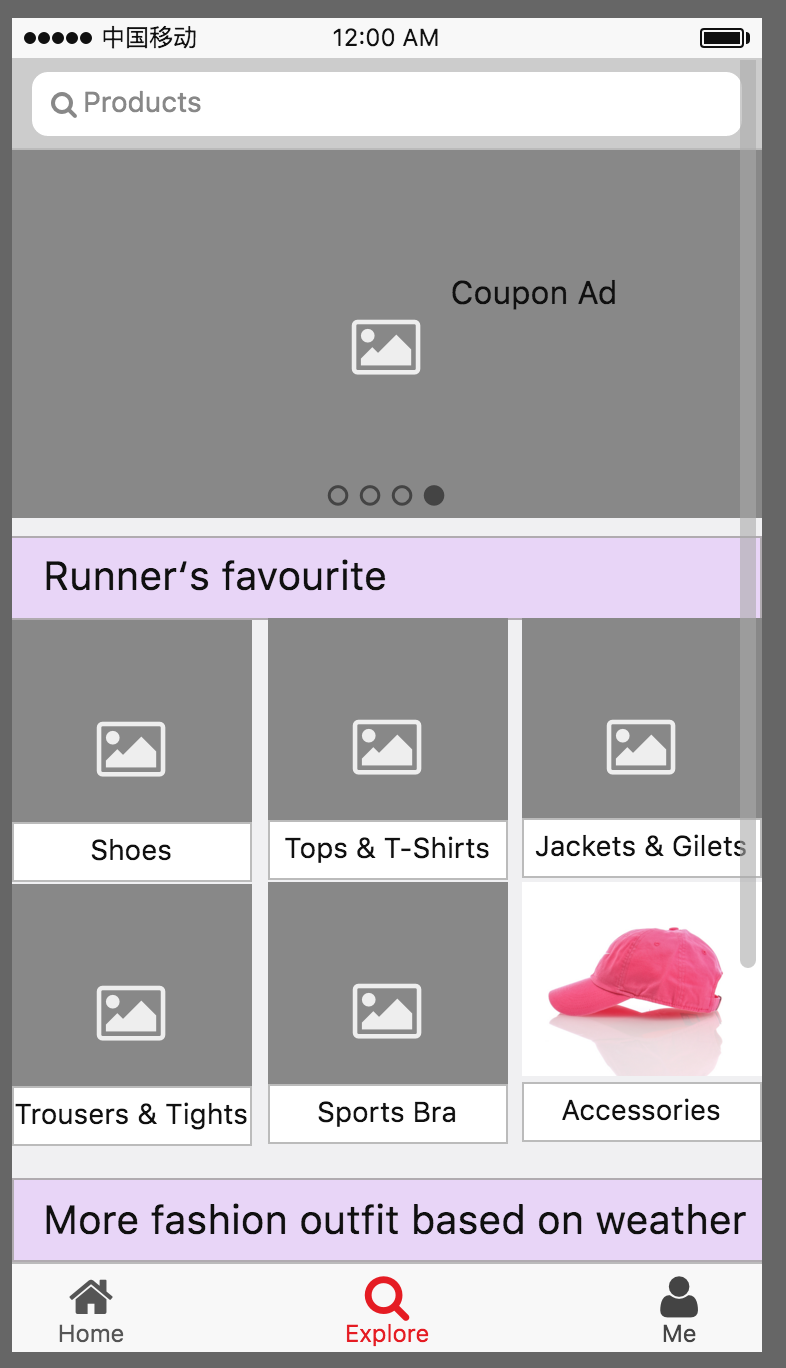 中国移动 12:00 AM
Products
Coupon Ad
Runner‘s favourite
Shoes
Tops & T-Shirts
Jackets & Gilets
Trousers & Tights
Sports Bra
Accessories
More fashion outfit based on weather
Home
Explore
Me